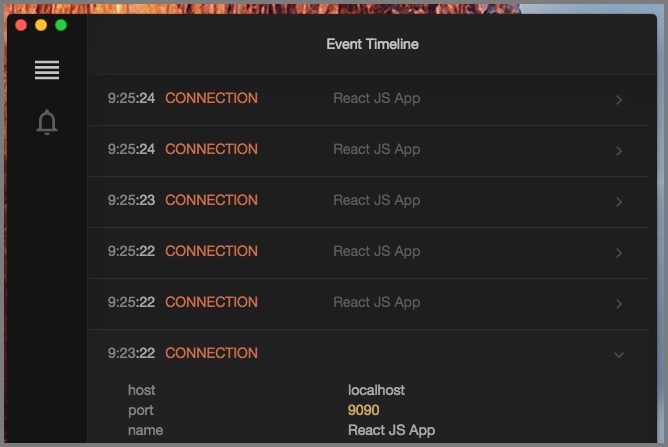 Event Timeline
9:25:24 CONNECTION React JS App
9:25:24 CONNECTION React JS App
9:25:23 CONNECTION React JS App
9:25:22 CONNECTION React JS App
9:25:22 CONNECTION React JS App
9:23:22 CONNECTION
host localhost
port 9090
name React JS App